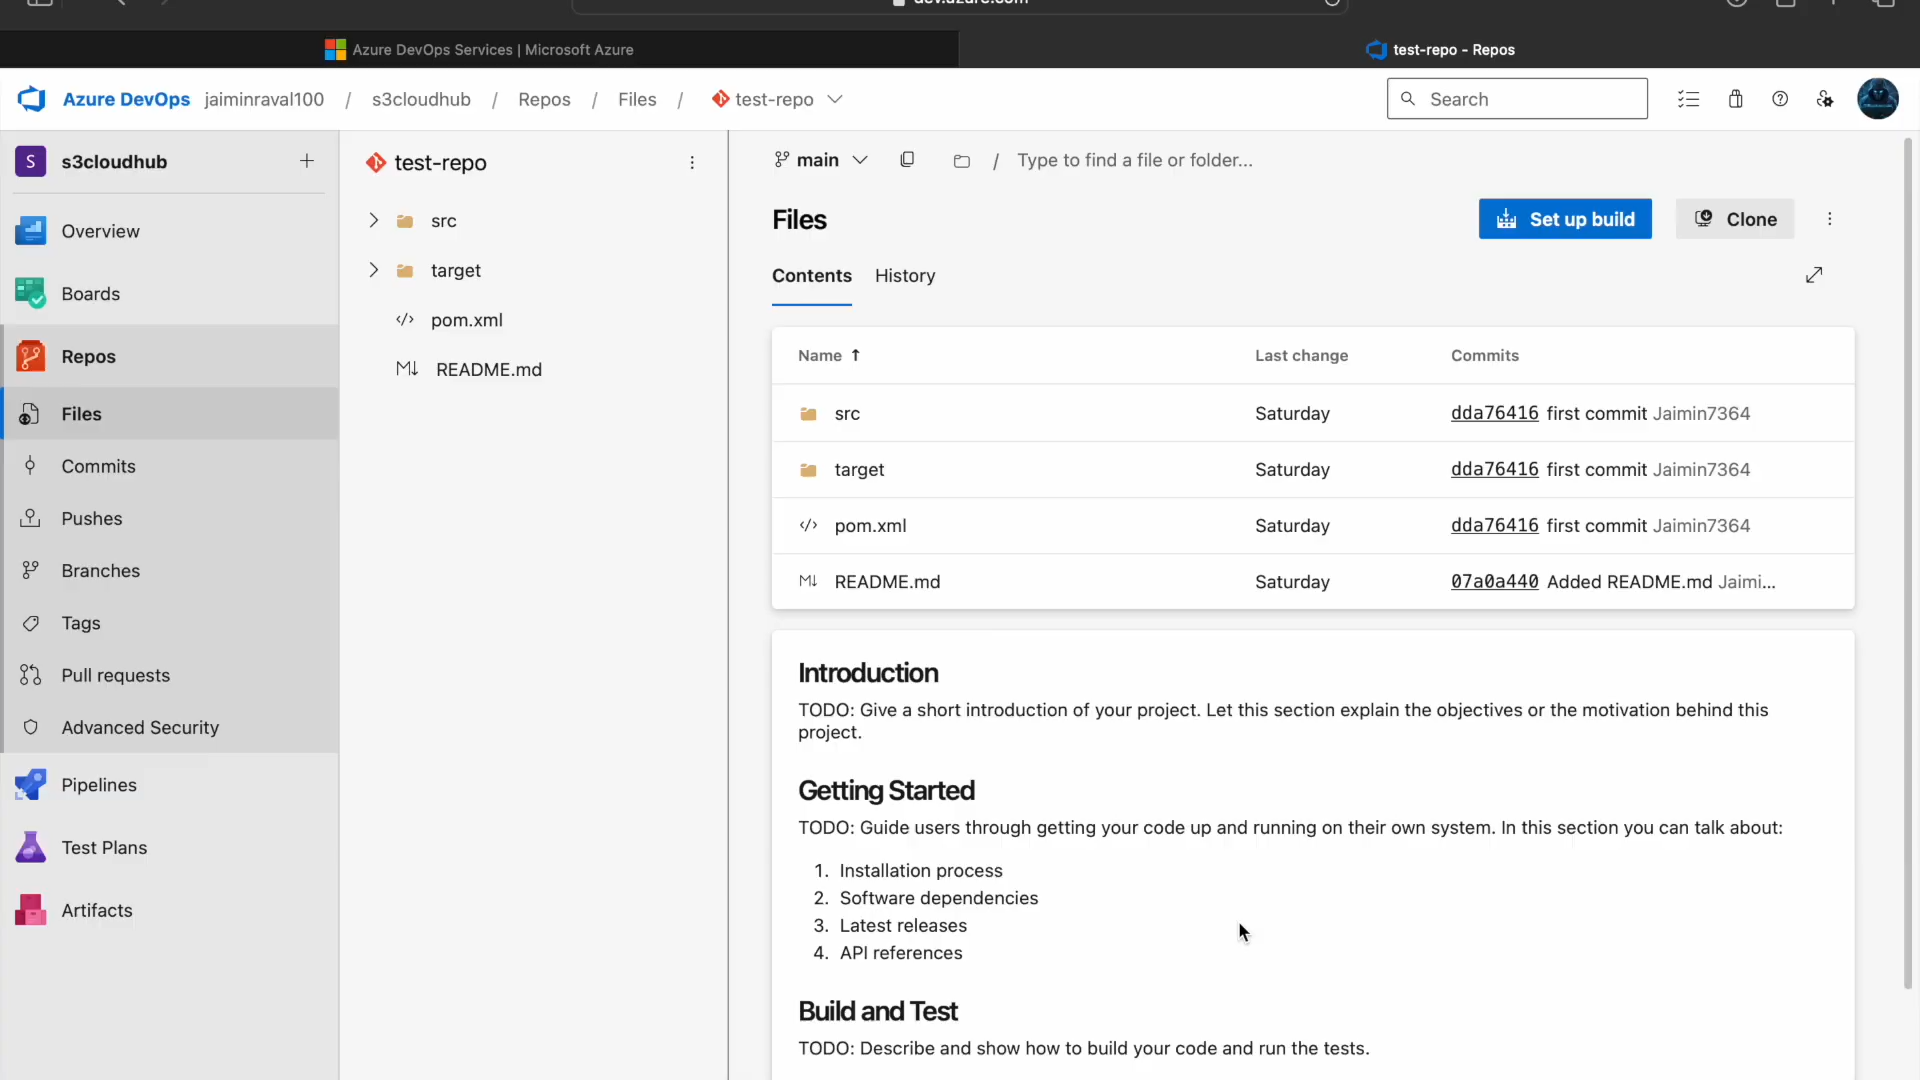 dev.azure.com
Azure DevOps Services | Microsoft Azure
test-repo - Repos
Azure DevOps jaiminraval100 / s3cloudhub / Repos / Files / test-repo
Search
S s3cloudhub
Overview
Boards
Repos
Files
Commits
Pushes
Branches
Tags
Pull requests
Advanced Security
Pipelines
Test Plans
Artifacts
test-repo
src
target
pom.xml
README.md
main / Type to find a file or folder...
Files
Set up build
Clone
Contents History
Name ↑ Last change Commits
src Saturday dda76416 first commit Jaimin7364
target Saturday dda76416 first commit Jaimin7364
pom.xml Saturday dda76416 first commit Jaimin7364
README.md Saturday 07a0a440 Added README.md Jaimi...
Introduction
TODO: Give a short introduction of your project. Let this section explain the objectives or the motivation behind this
project.
Getting Started
TODO: Guide users through getting your code up and running on their own system. In this section you can talk about:
1. Installation process
2. Software dependencies
3. Latest releases
4. API references
Build and Test
TODO: Describe and show how to build your code and run the tests.